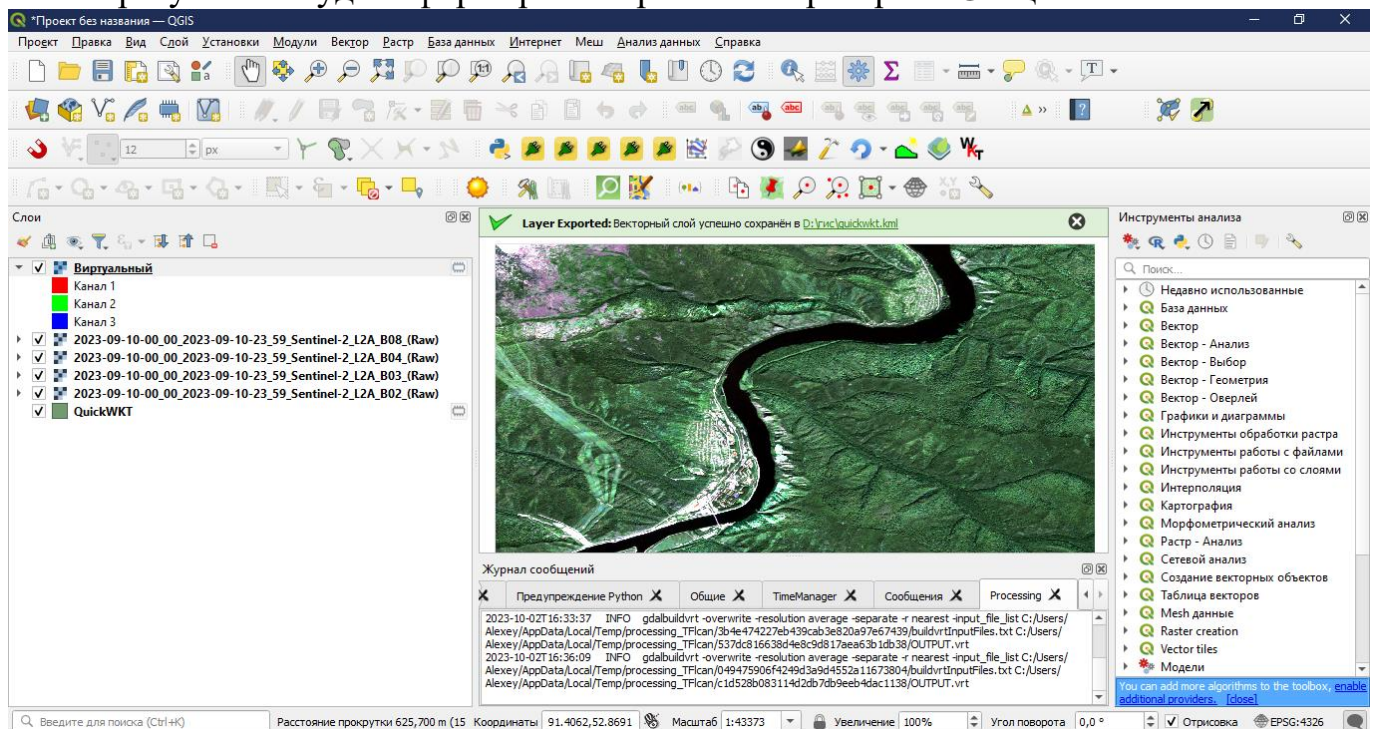 *Проект без названия — QGIS
Проект Правка Вид Слой Установки Модули Вектор Растр База данных Интернет Меш Анализ данных Справка
12 px
Слои
Виртуальный
Канал 1
Канал 2
Канал 3
2023-09-10-00_00_2023-09-10-23_59_Sentinel-2_L2A_B08_(Raw)
2023-09-10-00_00_2023-09-10-23_59_Sentinel-2_L2A_B04_(Raw)
2023-09-10-00_00_2023-09-10-23_59_Sentinel-2_L2A_B03_(Raw)
2023-09-10-00_00_2023-09-10-23_59_Sentinel-2_L2A_B02_(Raw)
QuickWKT
Layer Exported: Векторный слой успешно сохранён в D:\гис\quickwkt.kml
Журнал сообщений
Предупреждение Python Общие TimeManager Сообщения Processing
2023-10-02T16:33:37 INFO gdalbuildvrt -overwrite -resolution average -separate -r nearest -input_file_list C:/Users/
Alexey/AppData/Local/Temp/processing_TFlcan/3b4e474227eb439cab3e820a97e67439/buildvrtInputFiles.txt C:/Users/
Alexey/AppData/Local/Temp/processing_TFlcan/537dc816638d4e8c9d817aea63b1db38/OUTPUT.vrt
2023-10-02T16:36:09 INFO gdalbuildvrt -overwrite -resolution average -separate -r nearest -input_file_list C:/Users/
Alexey/AppData/Local/Temp/processing_TFlcan/049475906f4249d3a9d4552a11673804/buildvrtInputFiles.txt C:/Users/
Alexey/AppData/Local/Temp/processing_TFlcan/c1d528b083114d2db7db9eeb4dac1138/OUTPUT.vrt
Инструменты анализа
Поиск...
Недавно использованные
База данных
Вектор
Вектор - Анализ
Вектор - Выбор
Вектор - Геометрия
Вектор - Оверлей
Графики и диаграммы
Инструменты обработки растра
Инструменты работы с файлами
Инструменты работы со слоями
Интерполяция
Картография
Морфометрический анализ
Растр - Анализ
Сетевой анализ
Создание векторных объектов
Таблица векторов
Mesh данные
Raster creation
Vector tiles
Модели
You can add more algorithms to the toolbox, enable
additional providers. [close]
Введите для поиска (Ctrl+K) Расстояние прокрутки 625,700 m (15 Координаты 91.4062,52.8691 Масштаб 1:43373 Увеличение 100% Угол поворота 0,0 ° Отрисовка EPSG:4326